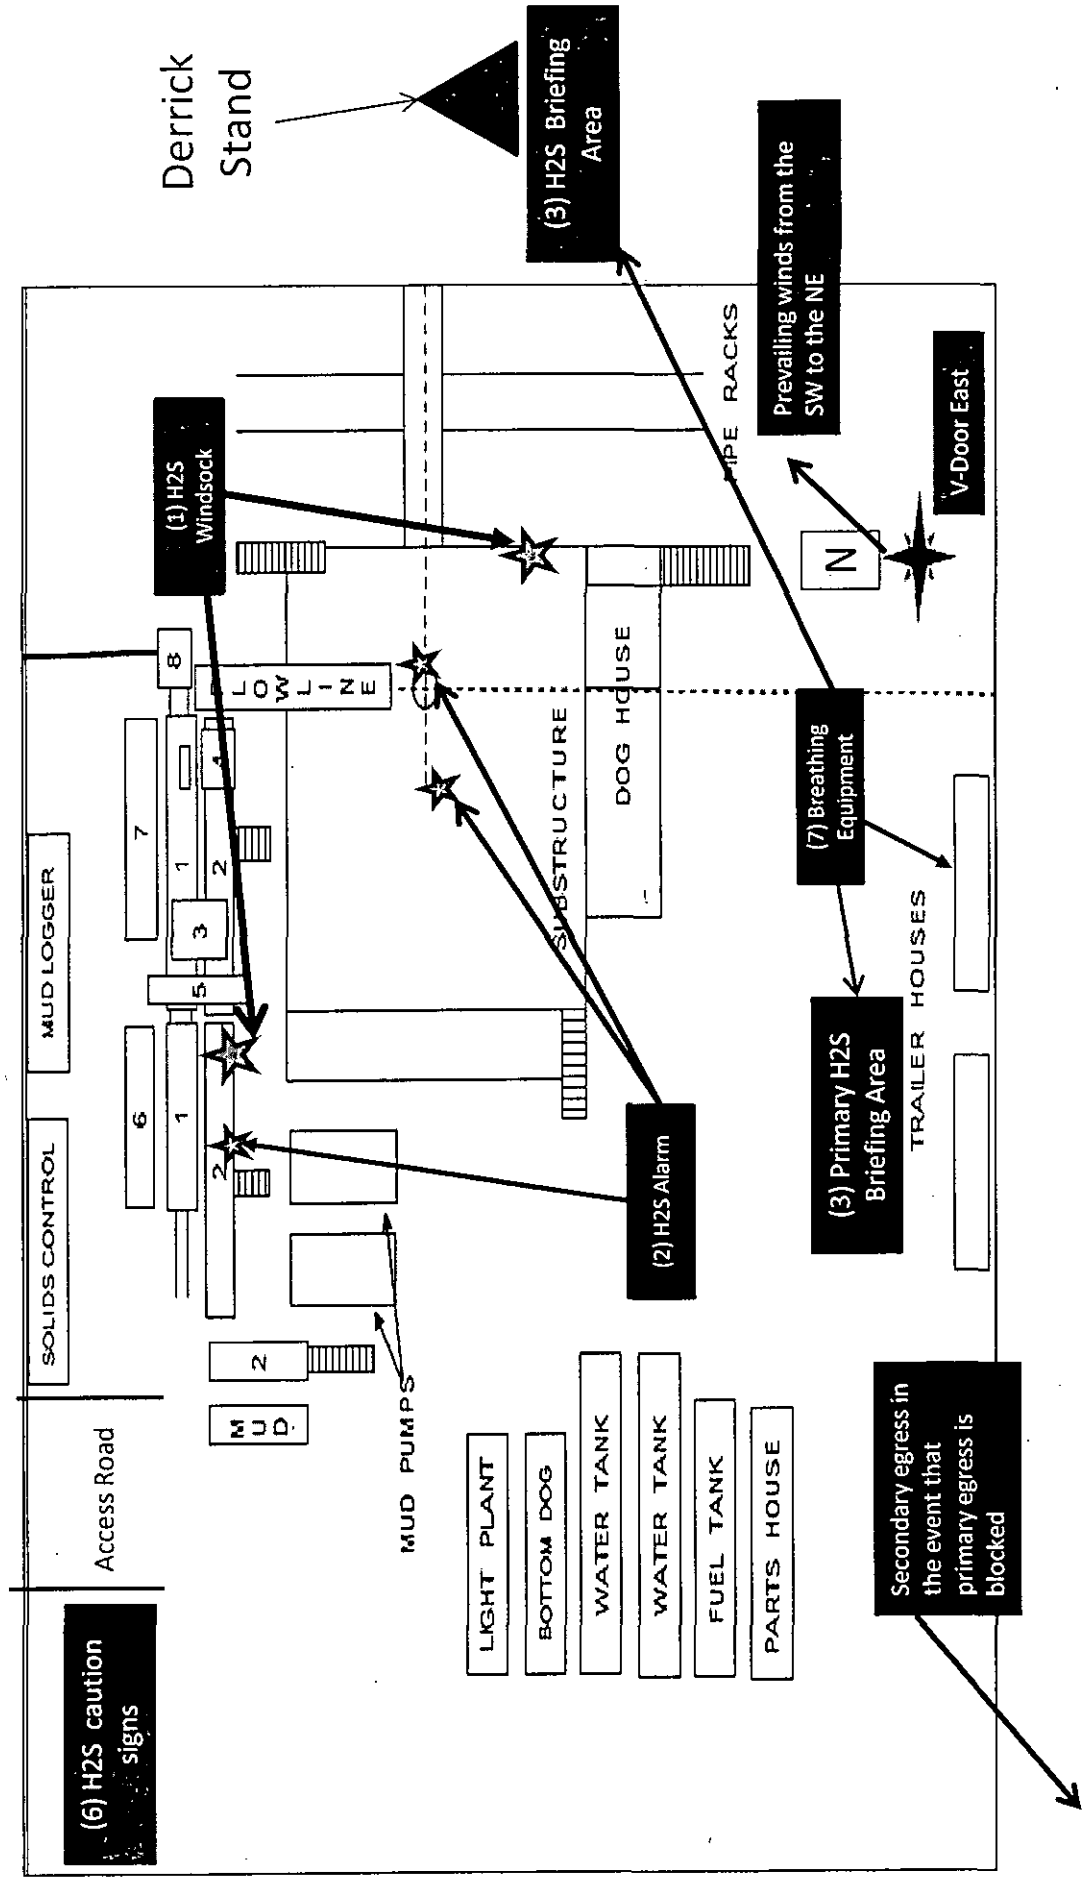 Derrick
Stand
(3) H2S Briefing
Area
(1) H2S
Windsock
Prevailing winds from the
SW to the NE
V-Door East
N
PIPE RACKS
8
FLOWLINE
7
1
4
2
3
5
MUD LOGGER
SOLIDS CONTROL
6
1
2
SUBSTRUCTURE
DOG HOUSE
(7) Breathing
Equipment
(3) Primary H2S
Briefing Area
TRAILER HOUSES
(2) H2S Alarm
2
MUD
MUD PUMPS
Access Road
(6) H2S caution
signs
LIGHT PLANT
BOTTOM DOG
WATER TANK
WATER TANK
FUEL TANK
PARTS HOUSE
Secondary egress in
the event that
primary egress is
blocked